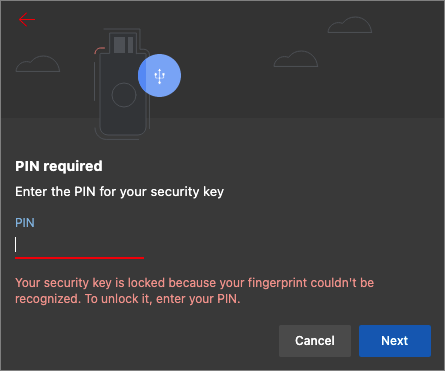 PIN required
Enter the PIN for your security key
PIN
Your security key is locked because your fingerprint couldn't be
recognized. To unlock it, enter your PIN.
Cancel
Next